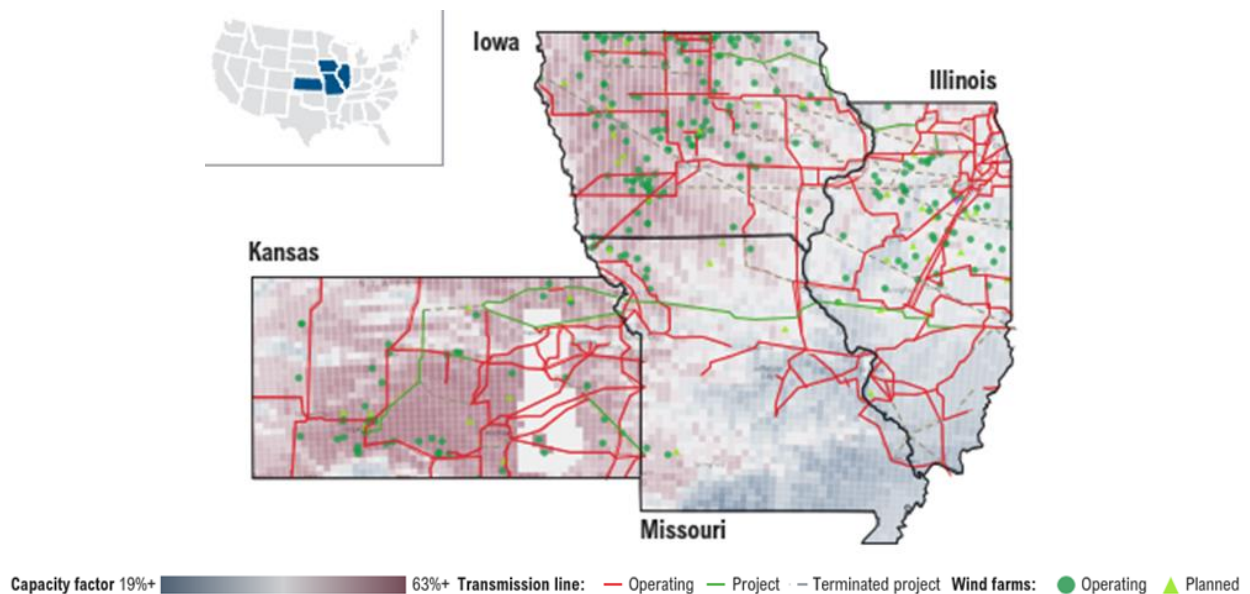 Iowa
Illinois
Kansas
Missouri
Capacity factor 19%+ 63%+ Transmission line: Operating Project Terminated project Wind farms: Operating Planned